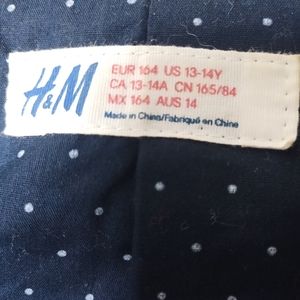 H&M
EUR 164 US 13-14Y
CA 13-14A CN 165/84
MX 164 AUS 14
Made in China/Fabriqué en Chine